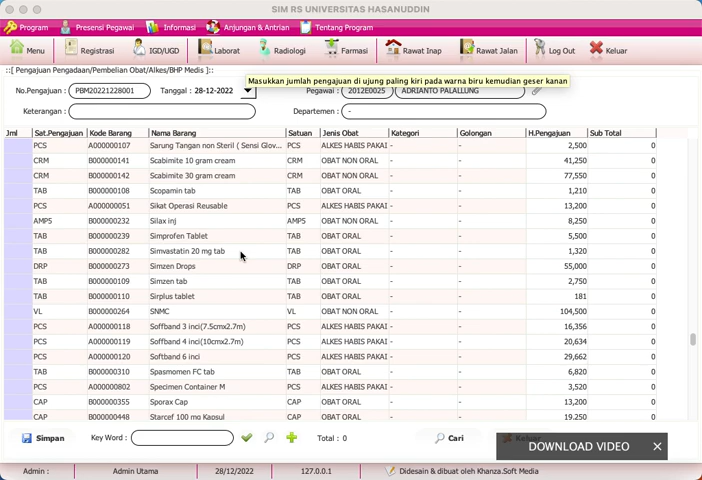 SIM RS UNIVERSITAS HASANUDDIN
Program Presensi Pegawai Informasi Anjungan & Antrian Tentang Program
Menu Registrasi IGD/UGD Laborat Radiologi Farmasi Rawat Inap Rawat Jalan Log Out Keluar
::[ Pengajuan Pengadaan/Pembelian Obat/Alkes/BHP Medis ]::
Masukkan jumlah pengajuan di ujung paling kiri pada warna biru kemudian geser kanan
No.Pengajuan : PBM20221228001 Tanggal : 28-12-2022 Pegawai : 2012E0025 ADRIANTO PALALLUNG
Keterangan : Departemen : -
Jml Sat.Pengajuan Kode Barang Nama Barang Satuan Jenis Obat Kategori Golongan H.Pengajuan Sub Total
PCS A000000107 Sarung Tangan non Steril ( Sensi Glov... PCS ALKES HABIS PAKAI - - 2,500 0
CRM B000000141 Scabimite 10 gram cream CRM OBAT NON ORAL - - 41,250 0
CRM B000000142 Scabimite 30 gram cream CRM OBAT NON ORAL - - 77,550 0
TAB B000000108 Scopamin tab TAB OBAT ORAL - - 1,210 0
PCS A000000051 Sikat Operasi Reusable PCS ALKES HABIS PAKAI - - 13,200 0
AMPS B000000232 Silax inj AMPS OBAT NON ORAL - - 8,250 0
TAB B000000239 Simprofen Tablet TAB OBAT ORAL - - 5,500 0
TAB B000000282 Simvastatin 20 mg tab TAB OBAT ORAL - - 1,320 0
DRP B000000273 Simzen Drops DRP OBAT ORAL - - 55,000 0
TAB B000000109 Simzen tab TAB OBAT ORAL - - 2,750 0
TAB B000000110 Sirplus tablet TAB OBAT ORAL - - 181 0
VL B000000264 SNMC VL OBAT NON ORAL - - 104,500 0
PCS A000000118 Soffband 3 inci(7.5cmx2.7m) PCS ALKES HABIS PAKAI - - 16,356 0
PCS A000000119 Soffband 4 inci(10cmx2.7m) PCS ALKES HABIS PAKAI - - 20,634 0
PCS A000000120 Softband 6 inci PCS ALKES HABIS PAKAI - - 29,662 0
TAB B000000310 Spasmomen FC tab TAB OBAT ORAL - - 6,820 0
PCS A000000802 Specimen Container M PCS ALKES HABIS PAKAI - - 3,520 0
CAP B000000355 Sporax Cap CAP OBAT ORAL - - 13,200 0
CAP B000000448 Starcef 100 mg Kapsul CAP OBAT ORAL - - 19,250 0
Simpan Key Word : Total : 0 Cari Keluar
DOWNLOAD VIDEO
Admin : Admin Utama 28/12/2022 127.0.0.1 Didesain & dibuat oleh Khanza.Soft Media